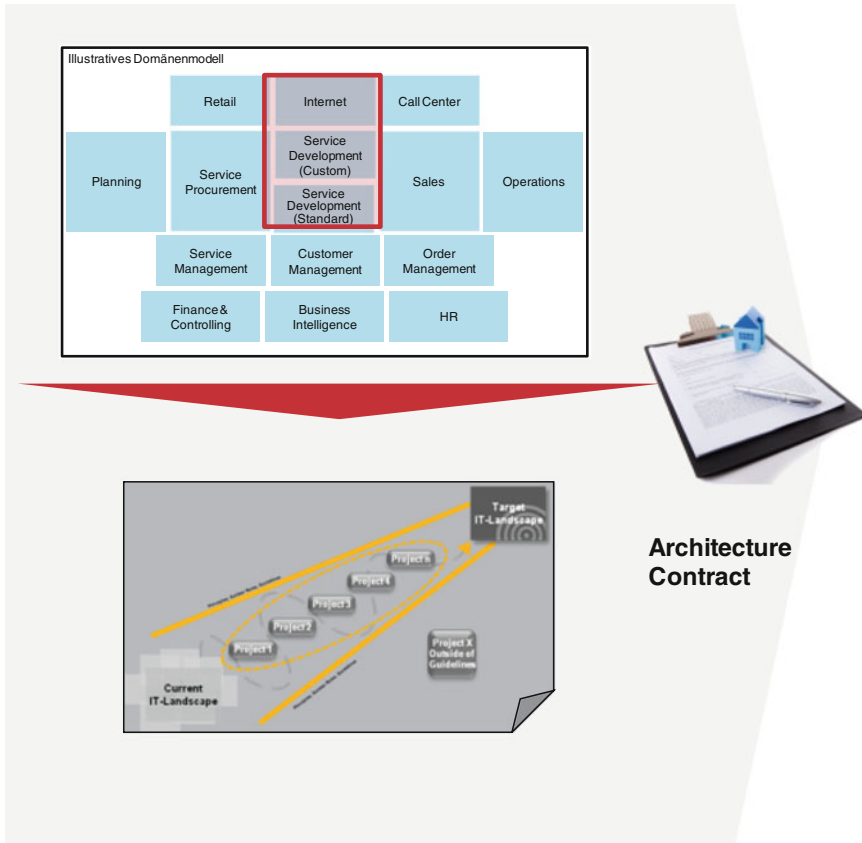 Illustratives Domänenmodell
Retail
Internet
Call Center
Planning
Service
Procurement
Service
Development
(Custom)
Service
Development
(Standard)
Sales
Operations
Service
Management
Customer
Management
Order
Management
Finance &
Controlling
Business
Intelligence
HR
Target
IT-Landscape
Project n
Project 4
Project 3
Project 2
Project 1
Project X
Outside of
Guidelines
Current
IT-Landscape
Architecture
Contract